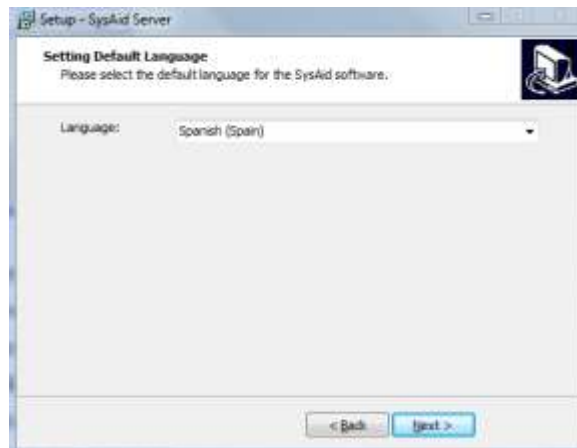 Setup - SysAid Server
Setting Default Language
Please select the default language for the SysAid software.
Language: Spanish (Spain)
< Back Next >